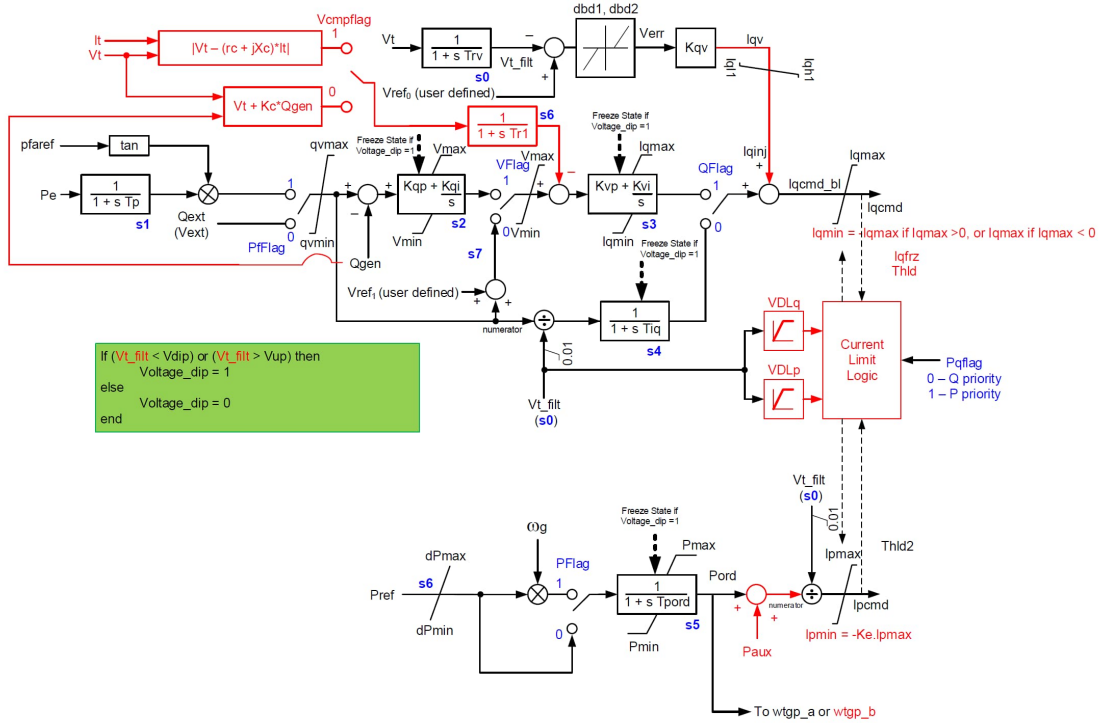 dbd1, dbd2
Vcmpflag
It
Vt
|Vt – (rc + jXc)*It|
1
Vt
1
1 + s Trv
s0
–
Vt_filt
+
Verr
Kqv
Iqv
Iql1
Iqh1
Vref0 (user defined)
Vt + Kc*Qgen
0
s6
1
1 + s Tr1
Freeze State if
Voltage_dip =1
Freeze State if
Voltage_dip =1
pfaref
tan
qvmax
Vmax
VFlag
Vmax
Iqmax
QFlag
Iqinj
Iqmax
Pe
1
1 + s Tp
s1
1
Qext
(Vext)
0
PfFlag
qvmin
+
–
Kqp + Kqi
s
Vmin
s2
1
0
+
–
Vmin
Kvp + Kvi
s
Iqmin
s3
1
0
+
+
Iqcmd_bl
Iqcmd
Iqmin = -Iqmax if Iqmax >0, or Iqmax if Iqmax < 0
Qgen
s7
Freeze State if
Voltage_dip =1
Iqfrz
Thld
Vref1 (user defined)
+
+
numerator
÷
1
1 + s Tiq
s4
0.01
VDLq
VDLp
Current
Limit
Logic
Pqflag
0 – Q priority
1 – P priority
If (Vt_filt < Vdip) or (Vt_filt > Vup) then
Voltage_dip = 1
else
Voltage_dip = 0
end
Vt_filt
(s0)
Vt_filt
(s0)
0.01
ωg
Freeze State if
Voltage_dip =1
dPmax
s6
Pref
dPmin
PFlag
1
0
Pmax
1
1 + s Tpord
Pmin
s5
Pord
+
+
numerator
÷
Paux
Ipmax
Thld2
Ipcmd
Ipmin = -Ke.Ipmax
To wtgp_a or wtgp_b